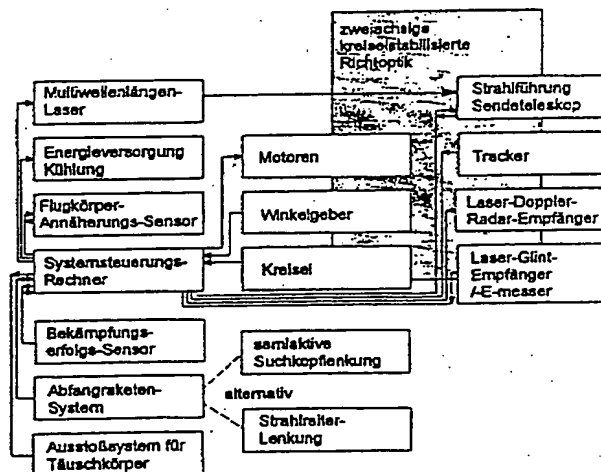 zweiachsige
kreiselstabilisierte
Richtoptik
Multiwellenlängen-
Laser
Strahlführung
Sendeteleskop
Energieversorgung
Kühlung
Motoren
Tracker
Flugkörper-
Annäherungs-Sensor
Winkelgeber
Laser-Doppler-
Radar-Empfänger
Systemsteuerungs-
Rechner
Kreisel
Laser-Glint-
Empfänger
/-E-messer
Bekämpfungs-
erfolgs-Sensor
semiaktive
Suchkopflenkung
Abfangraketen-
System
alternativ
Strahlreiter-
Lenkung
Ausstoßsystem für
Täuschkörper